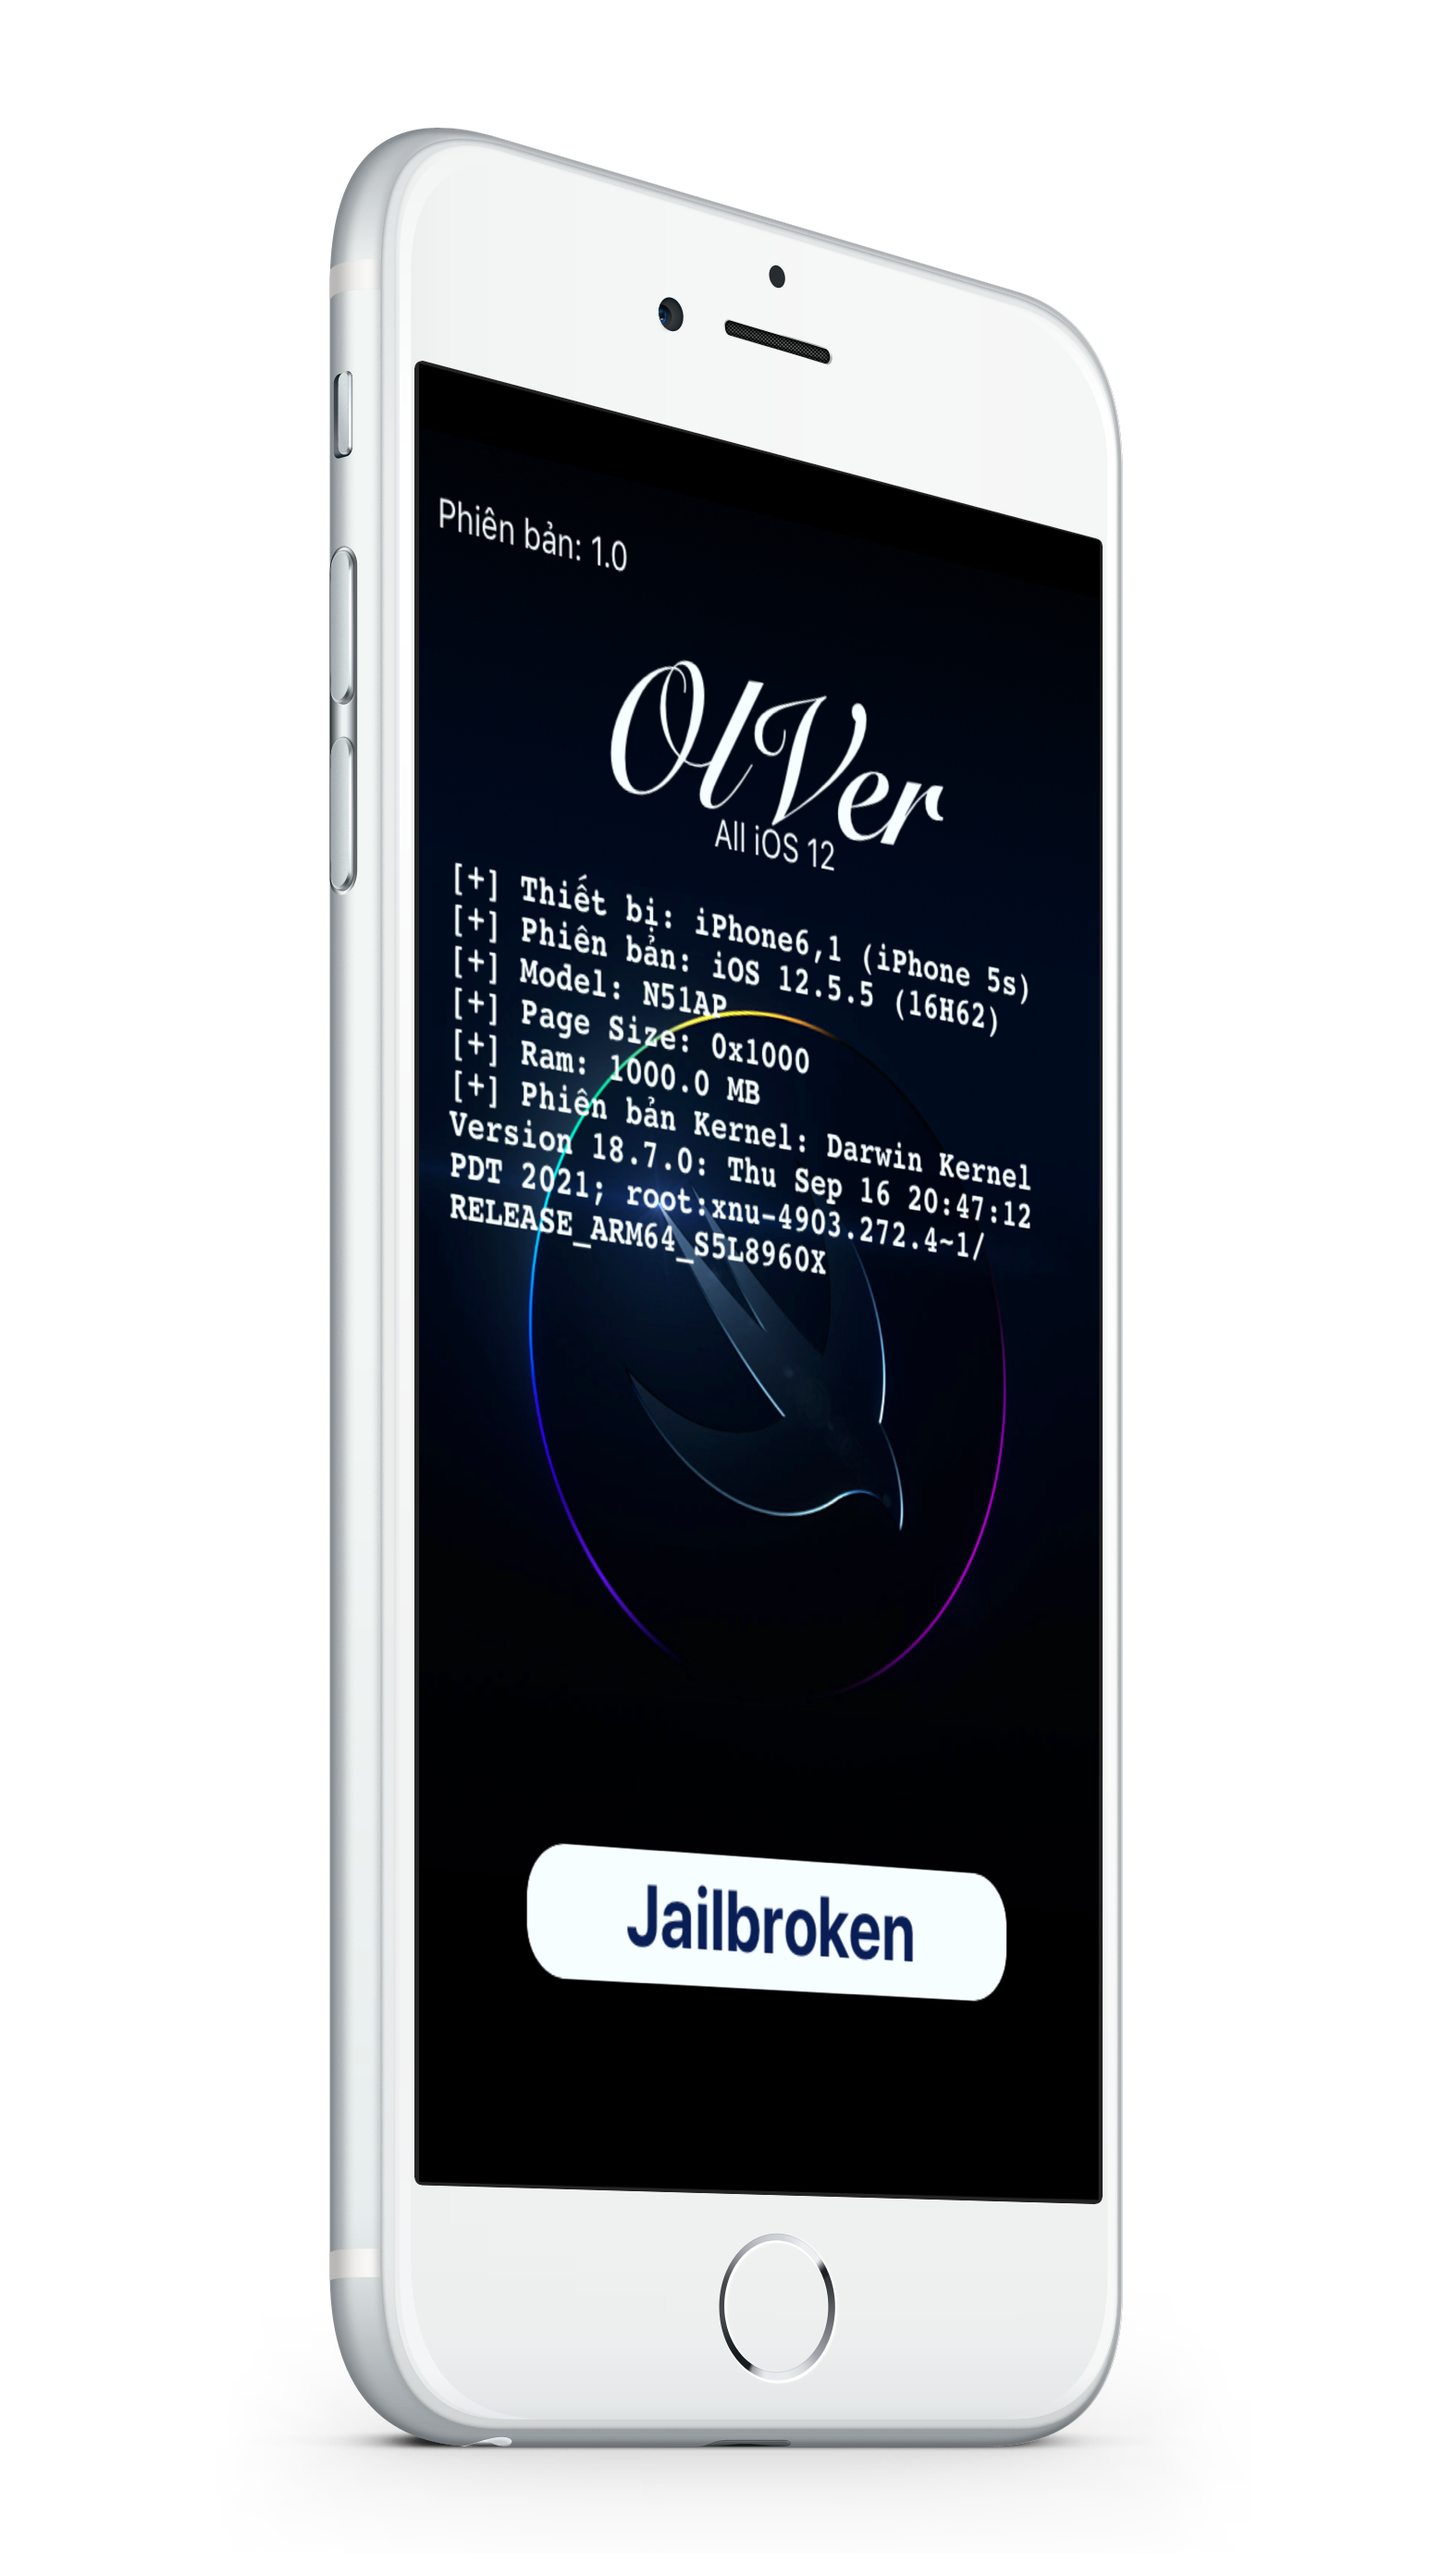 Phiên bản: 1.0
OlVer
All iOS 12
[+] Thiết bị: iPhone6,1 (iPhone 5s)
[+] Phiên bản: iOS 12.5.5 (16H62)
[+] Model: N51AP
[+] Page Size: 0x1000
[+] Ram: 1000.0 MB
[+] Phiên bản Kernel: Darwin Kernel
Version 18.7.0: Thu Sep 16 20:47:12
PDT 2021; root:xnu-4903.272.4~1/
RELEASE_ARM64_S5L8960X
Jailbroken